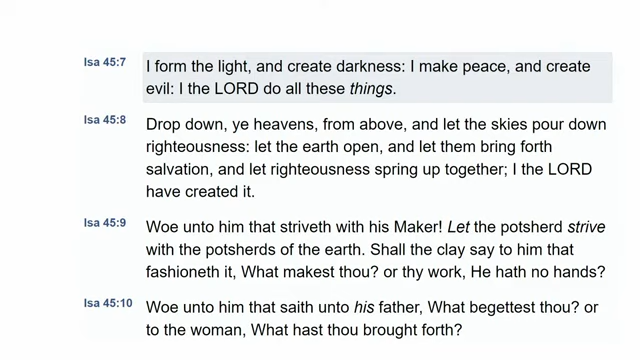 Isa 45:7 I form the light, and create darkness: I make peace, and create
evil: I the LORD do all these things.
Isa 45:8 Drop down, ye heavens, from above, and let the skies pour down
righteousness: let the earth open, and let them bring forth
salvation, and let righteousness spring up together; I the LORD
have created it.
Isa 45:9 Woe unto him that striveth with his Maker! Let the potsherd strive
with the potsherds of the earth. Shall the clay say to him that
fashioneth it, What makest thou? or thy work, He hath no hands?
Isa 45:10 Woe unto him that saith unto his father, What begettest thou? or
to the woman, What hast thou brought forth?